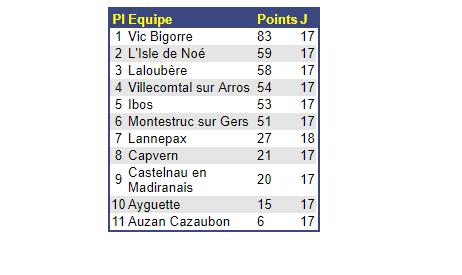 Pl Equipe Points J
1 Vic Bigorre 83 17
2 L'Isle de Noé 59 17
3 Laloubère 58 17
4 Villecomtal sur Arros 54 17
5 Ibos 53 17
6 Montestruc sur Gers 51 17
7 Lannepax 27 18
8 Capvern 21 17
9 Castelnau en Madiranais 20 17
10 Ayguette 15 17
11 Auzan Cazaubon 6 17